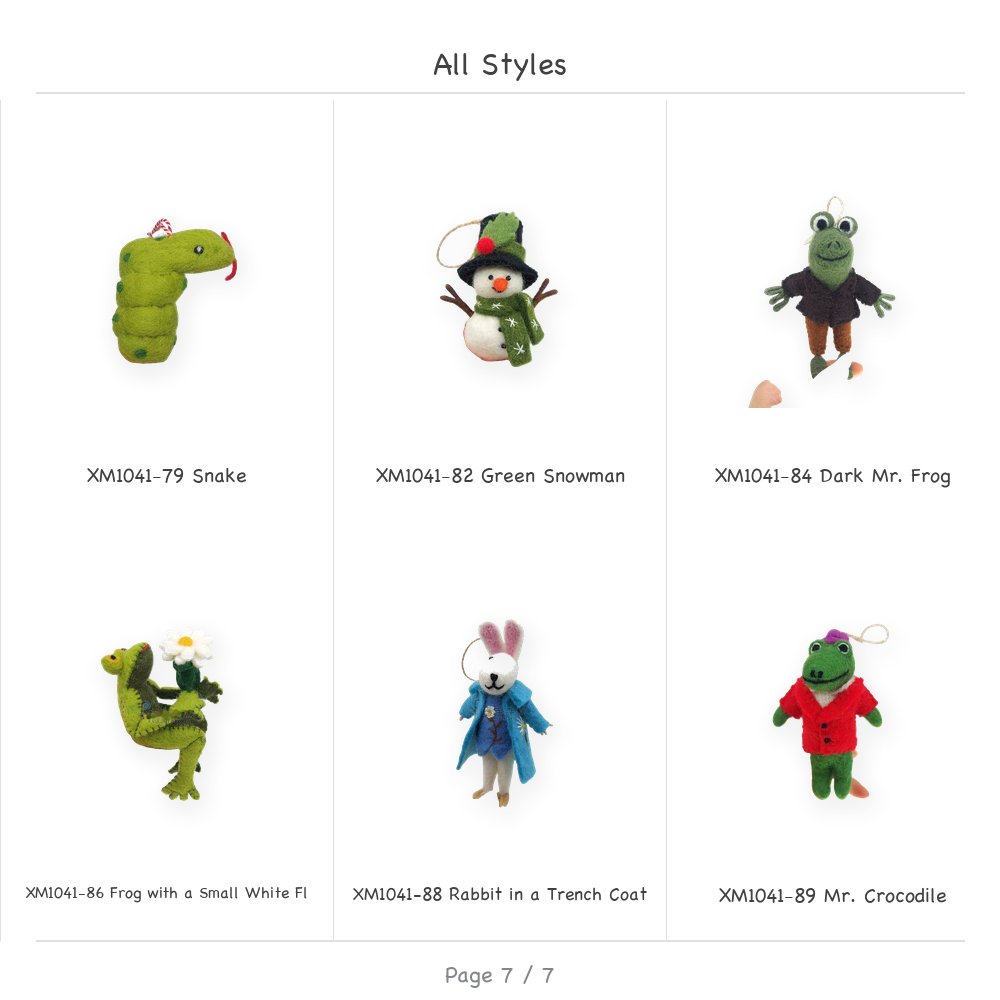 All Styles
XM1041-79 Snake
XM1041-82 Green Snowman
XM1041-84 Dark Mr. Frog
XM1041-86 Frog with a Small White Fl
XM1041-88 Rabbit in a Trench Coat
XM1041-89 Mr. Crocodile
Page 7 / 7